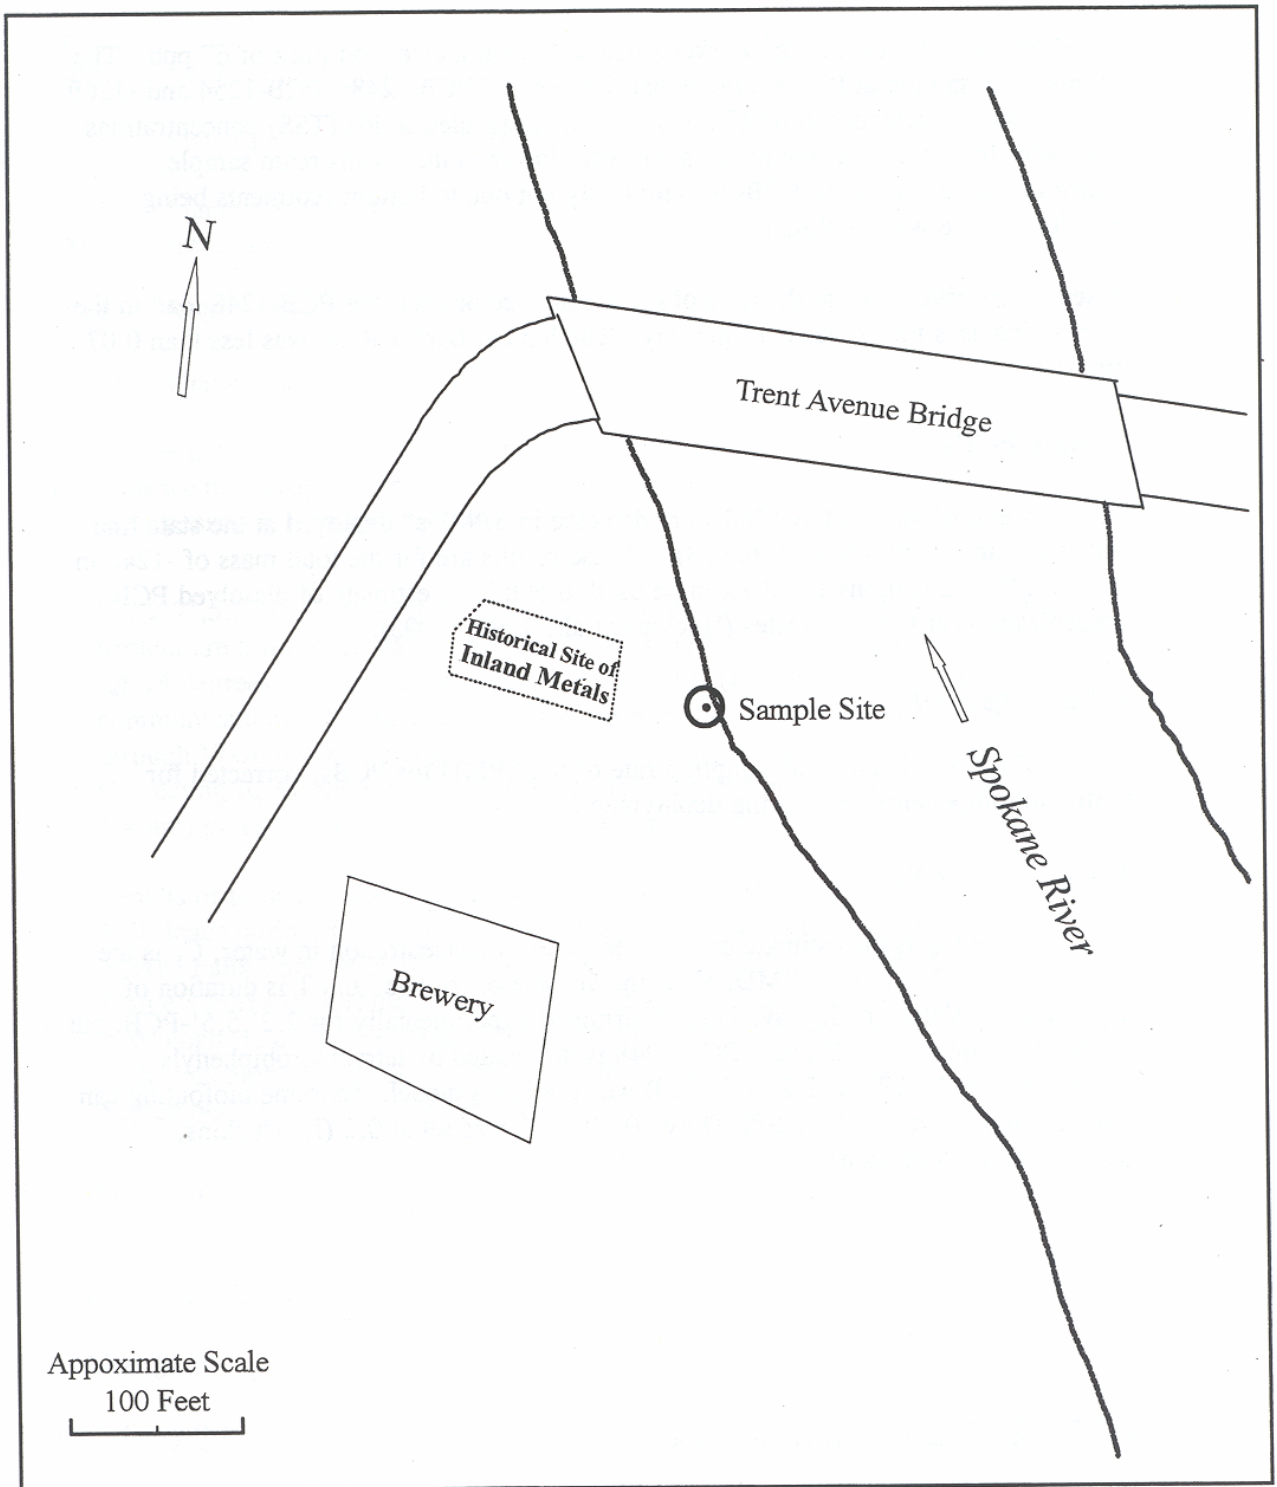 N
Trent Avenue Bridge
Historical Site of
Inland Metals
Sample Site
Spokane River
Brewery
Appoximate Scale
100 Feet